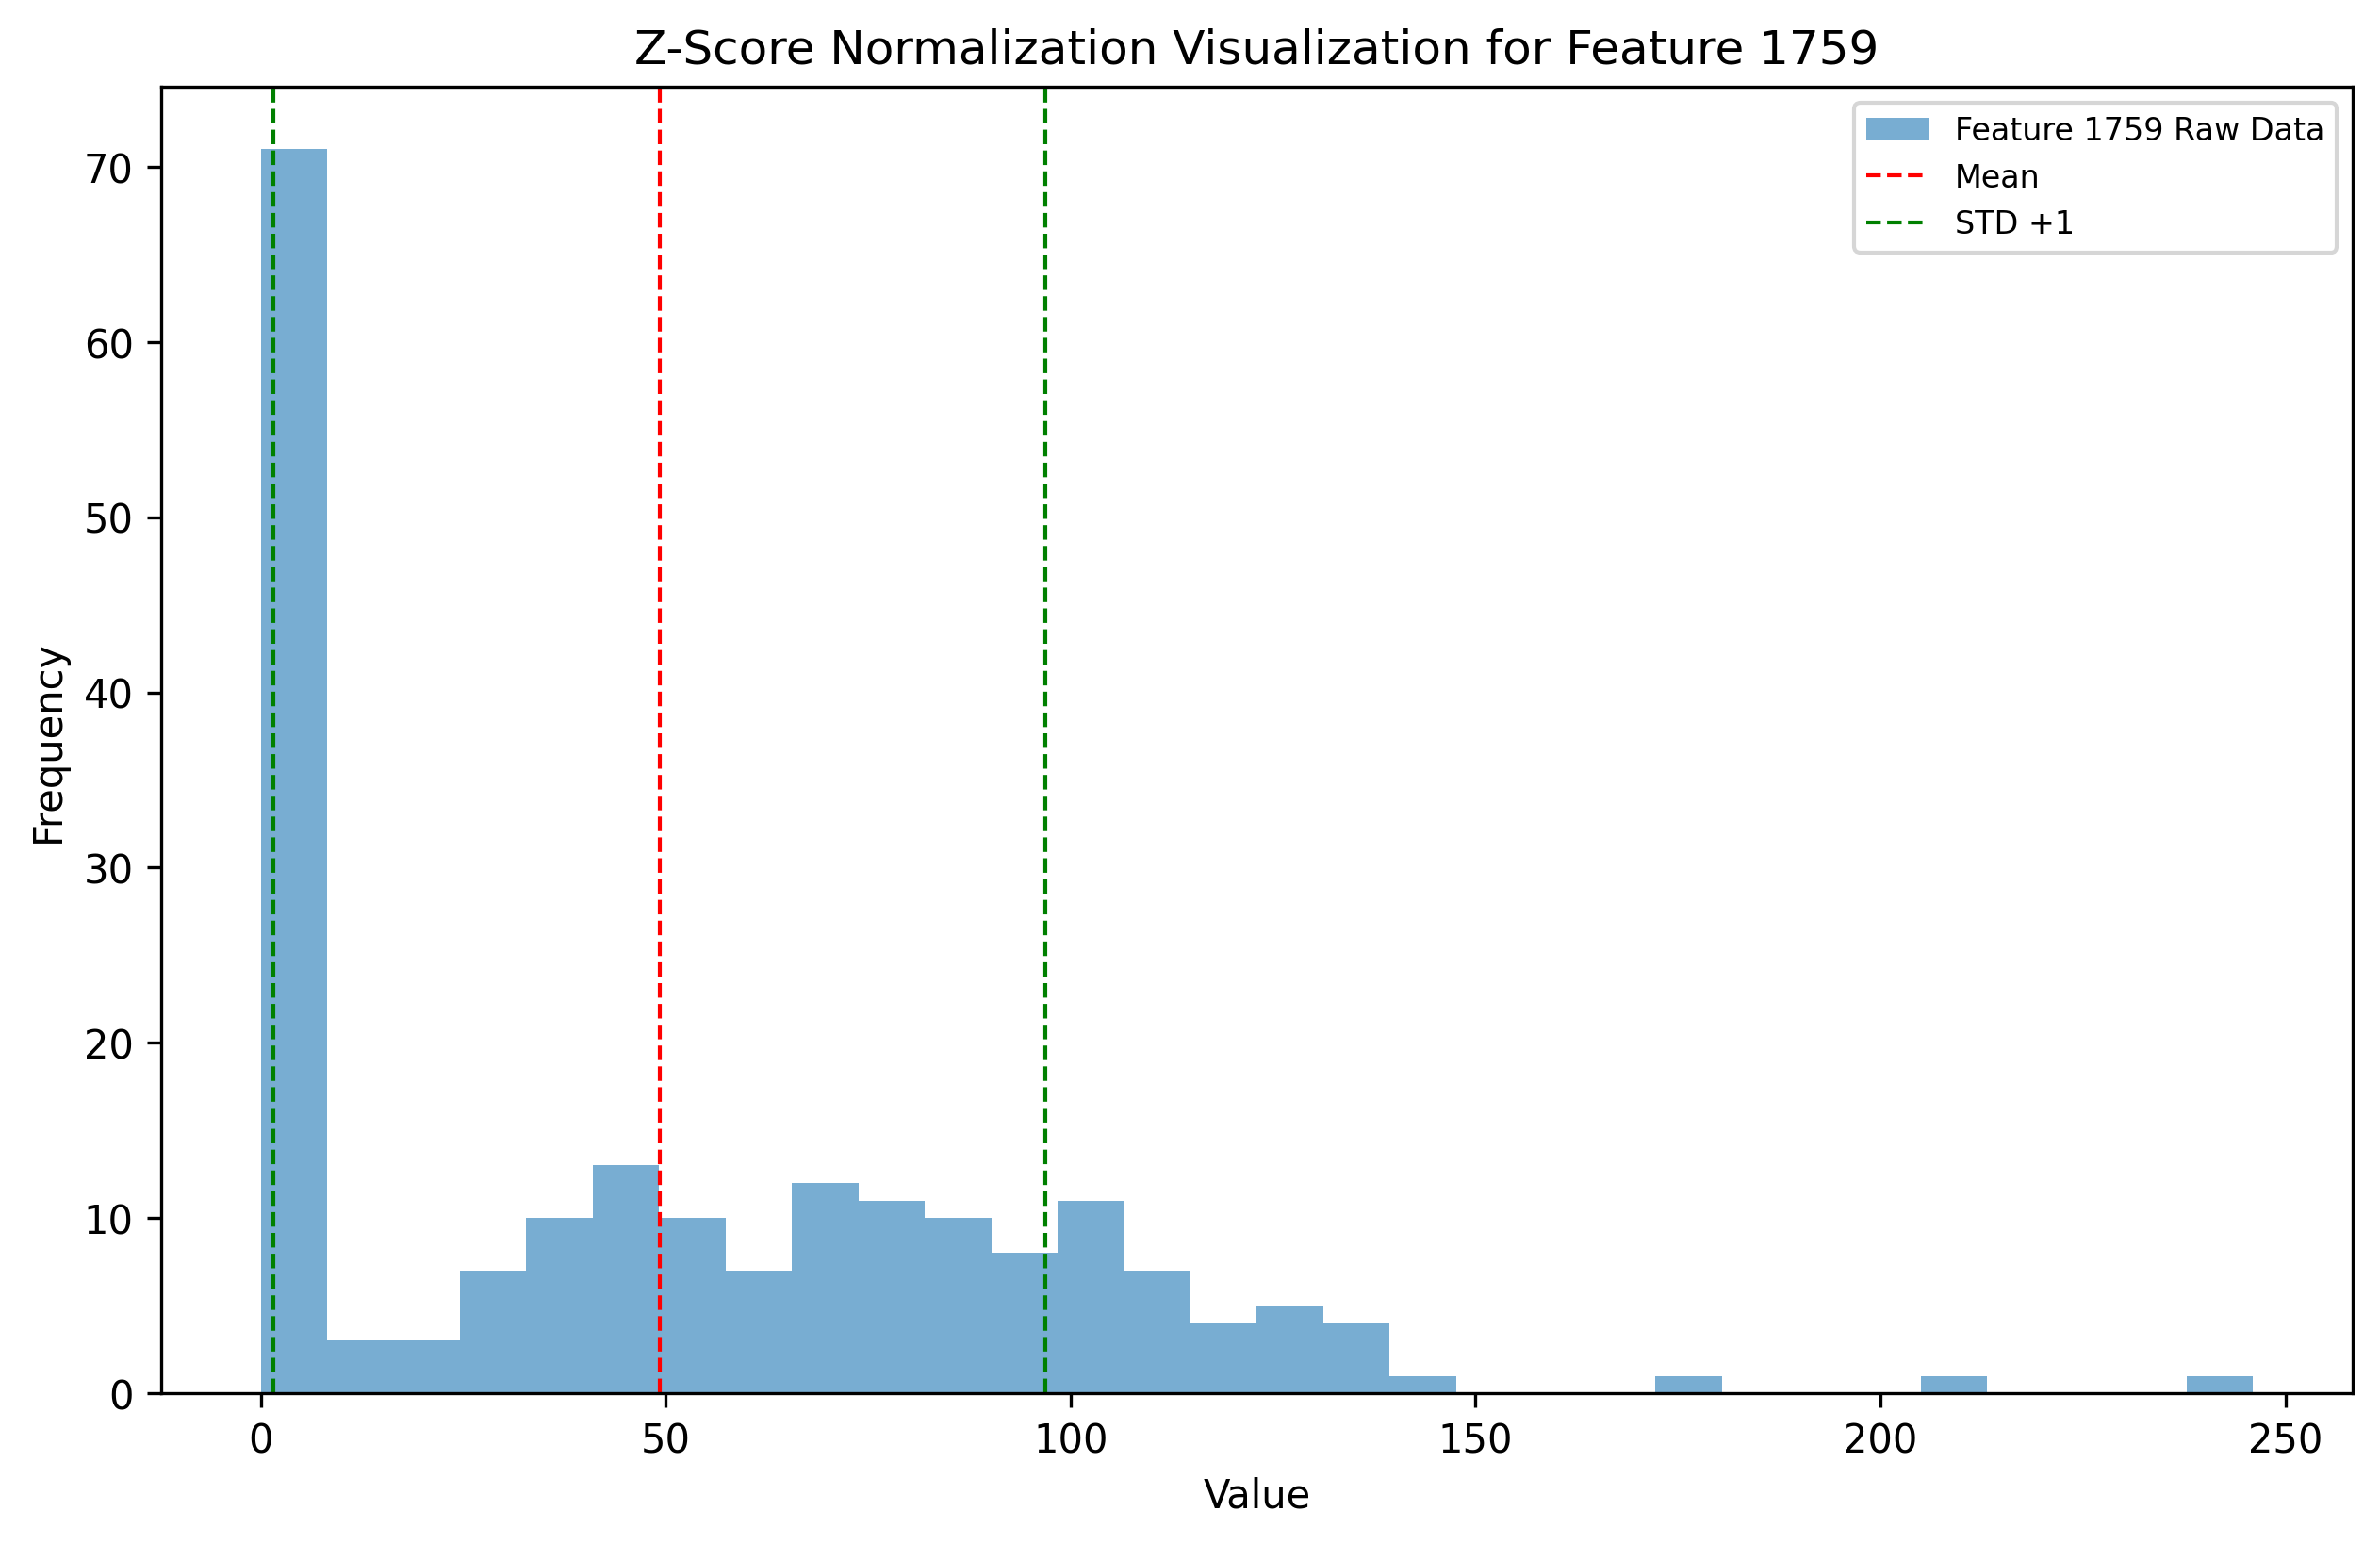 Z-Score Normalization Visualization for Feature 1759
Feature 1759 Raw Data
Mean
STD +1
Frequency
70
60
50
40
30
20
10
0
0 50 100 150 200 250
Value